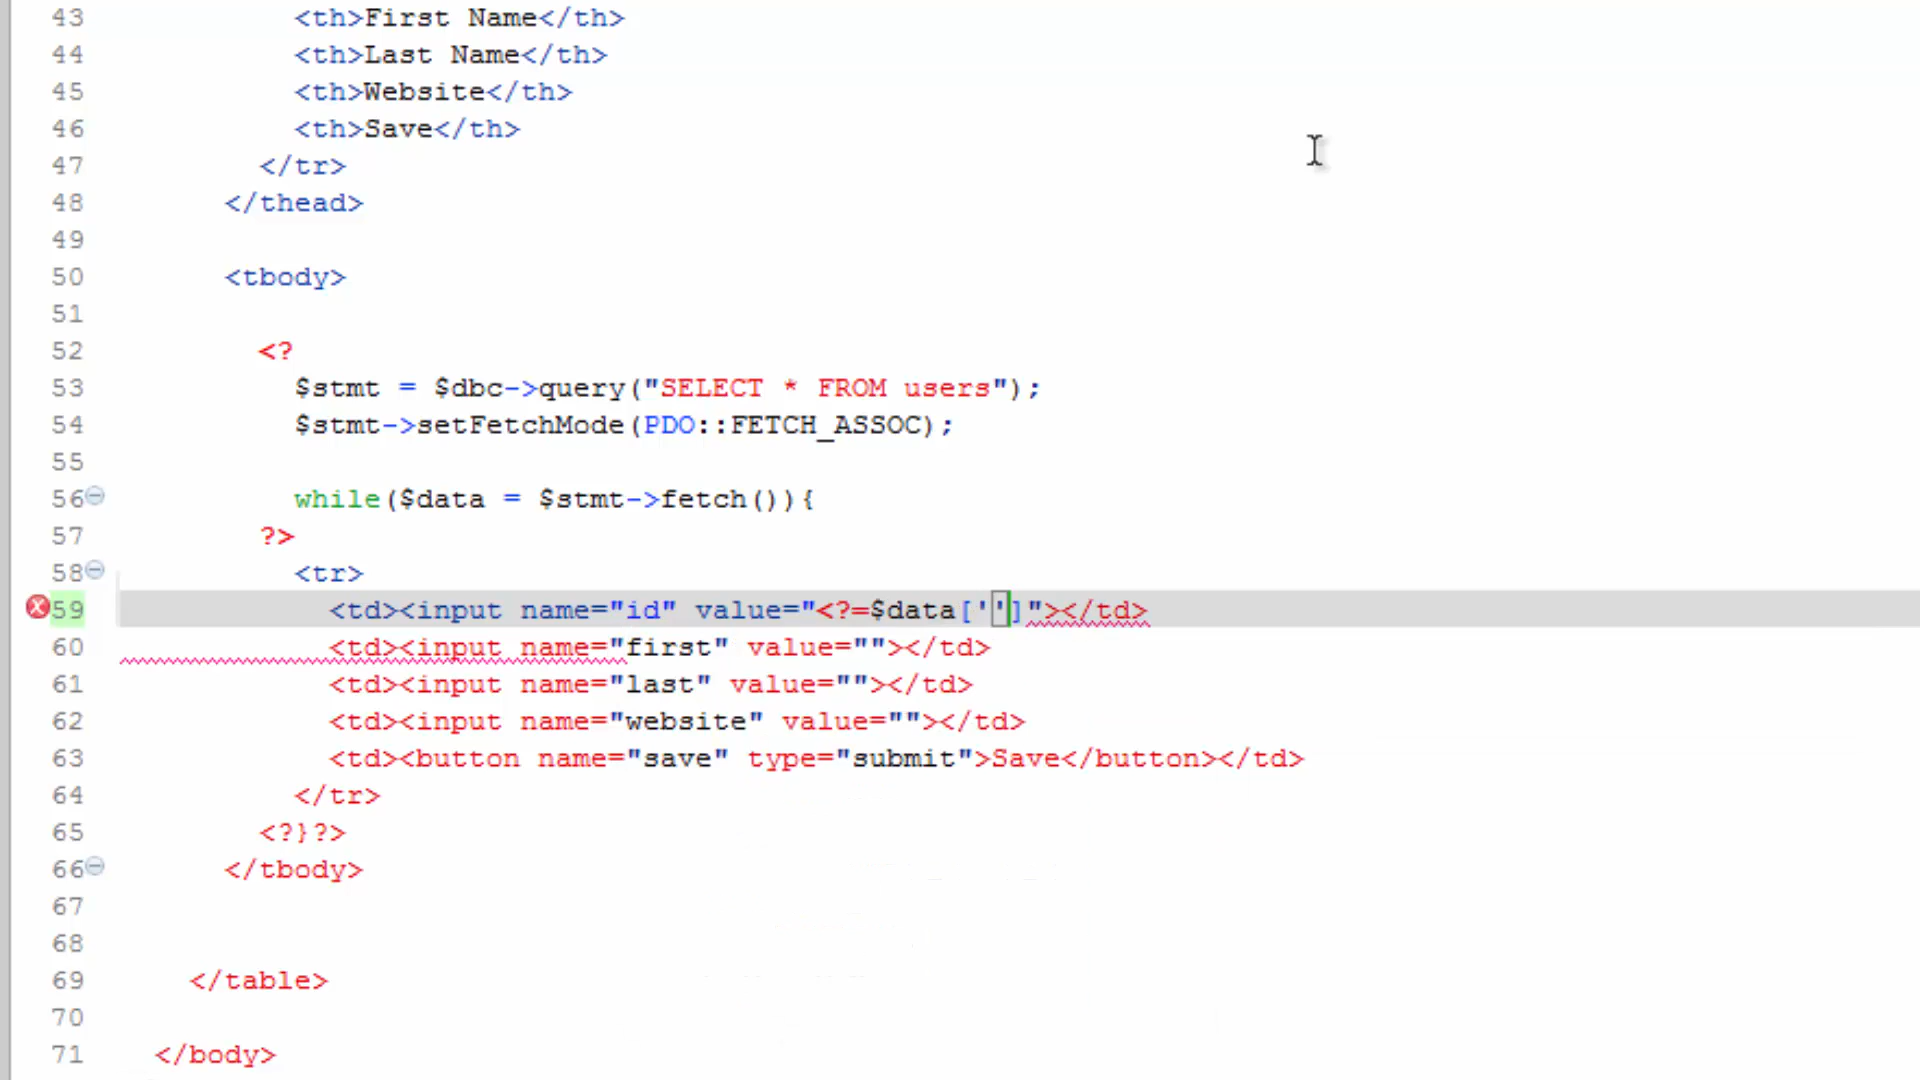 43 <th>First Name</th>
44 <th>Last Name</th>
45 <th>Website</th>
46 <th>Save</th>
47 </tr>
48 </thead>
49
50 <tbody>
51
52 <?
53 $stmt = $dbc->query("SELECT * FROM users");
54 $stmt->setFetchMode(PDO::FETCH_ASSOC);
55
56 while($data = $stmt->fetch()){
57 ?>
58 <tr>
59 <td><input name="id" value="<?=$data['']"></td>
60 <td><input name="first" value=""></td>
61 <td><input name="last" value=""></td>
62 <td><input name="website" value=""></td>
63 <td><button name="save" type="submit">Save</button></td>
64 </tr>
65 <?}?>
66 </tbody>
67
68
69 </table>
70
71 </body>